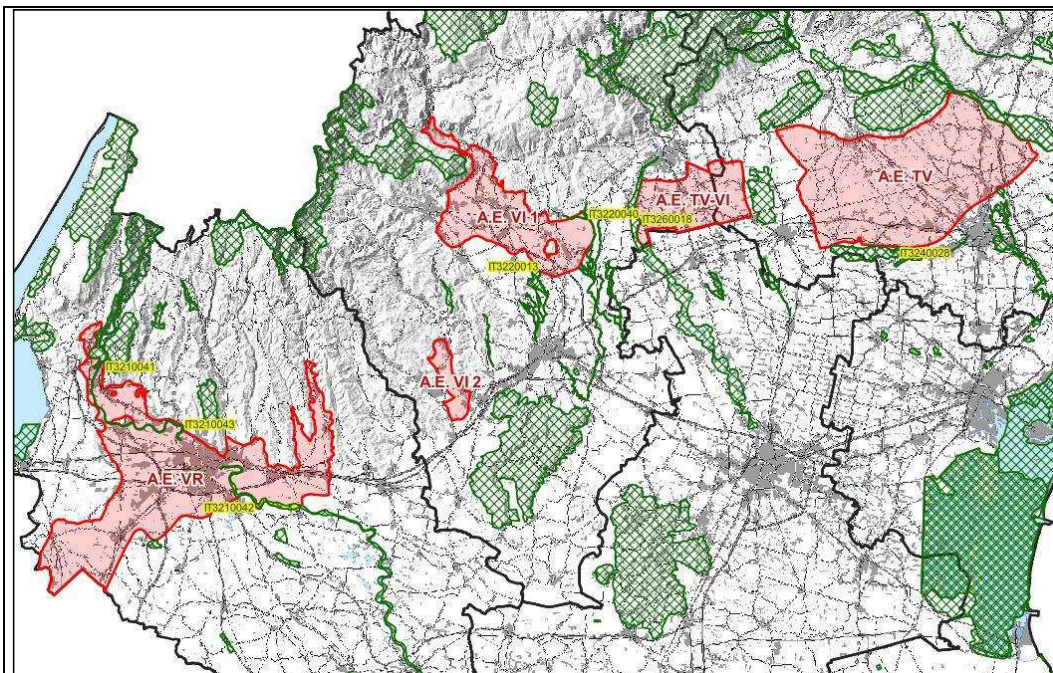 A.E. TV
A.E. VI 1
IT3220040
A.E. TV-VI
IT3260018
IT3240028
IT3220013
IT3210041
A.E. VI 2
IT3210043
A.E. VR
IT3210042